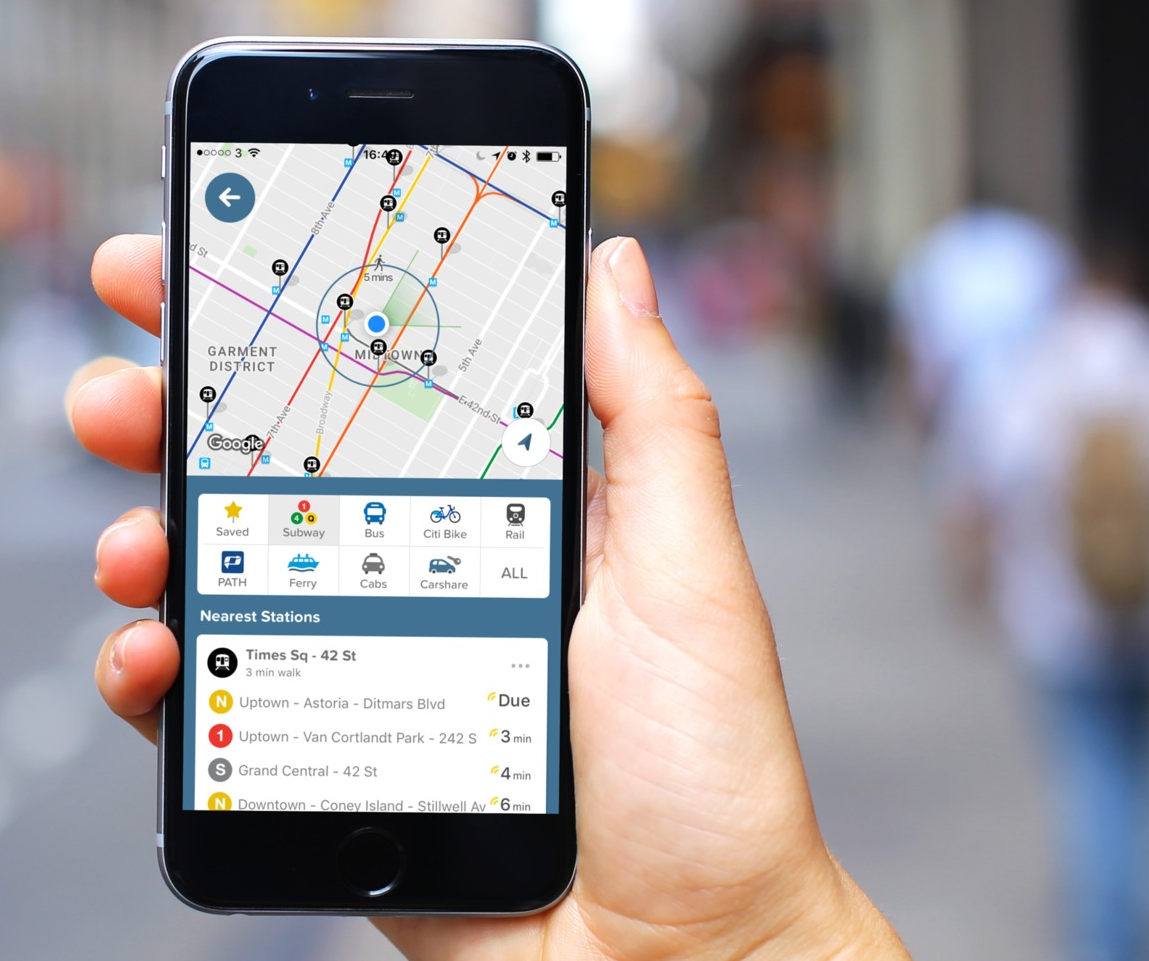 3 16:4
8th Ave
d St
5 mins
GARMENT
DISTRICT
5th Ave
E 42nd St
7th Ave
Broadway
Google
Saved
Subway
Bus
Citi Bike
Rail
PATH
Ferry
Cabs
Carshare
ALL
Nearest Stations
Times Sq - 42 St
3 min walk
N Uptown - Astoria - Ditmars Blvd Due
1 Uptown - Van Cortlandt Park - 242 S 3 min
S Grand Central - 42 St 4 min
N Downtown - Coney Island - Stillwell Av 6 min